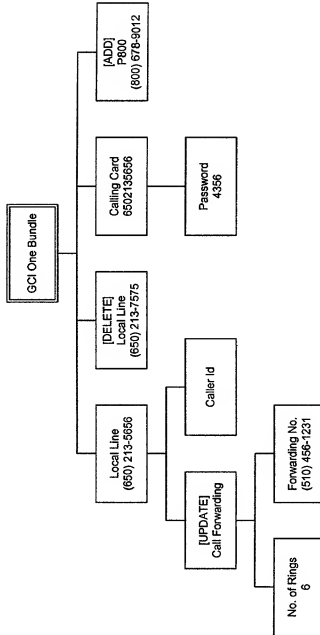 GCI One Bundle
Local Line
(650) 213-5656
[DELETE]
Local Line
(650) 213-7575
Calling Card
6502135656
[ADD]
P800
(800) 678-9012
[UPDATE]
Call Forwarding
Caller Id
Password
4356
No. of Rings
6
Forwarding No.
(510) 456-1231